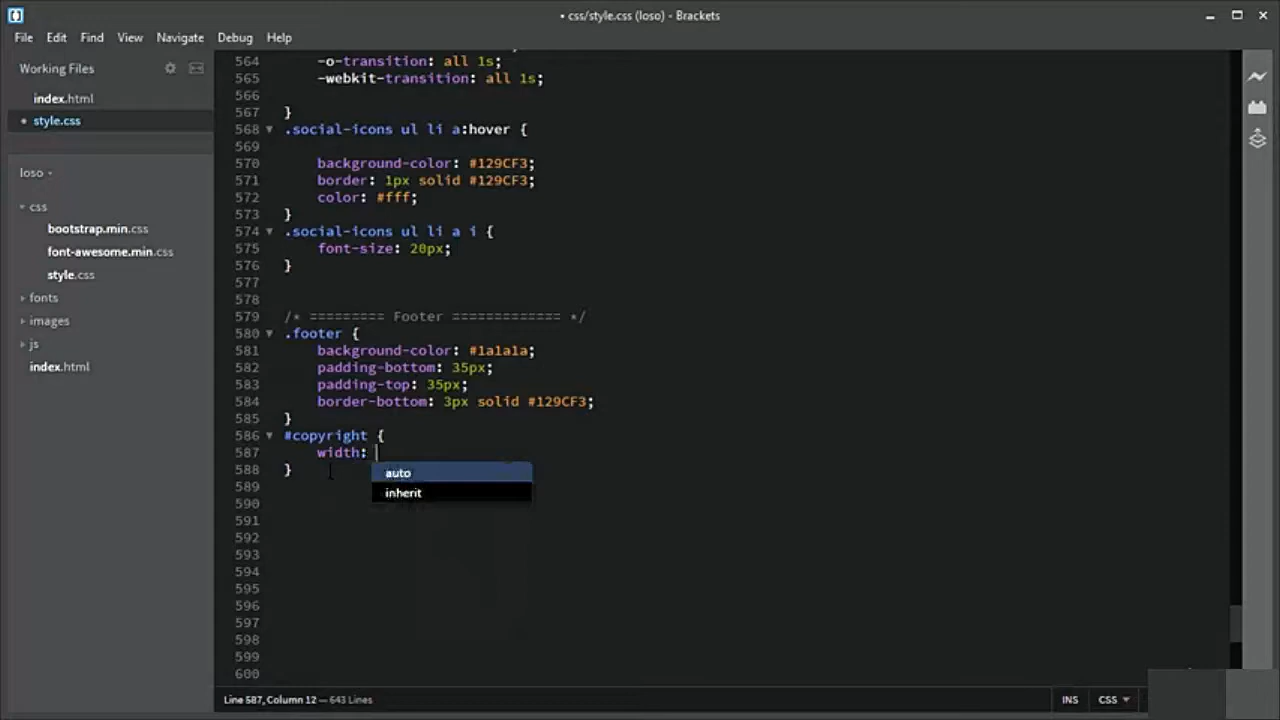 • css/style.css (loso) - Brackets
File Edit Find View Navigate Debug Help
Working Files
index.html
• style.css
loso
css
bootstrap.min.css
font-awesome.min.css
style.css
fonts
images
js
index.html
564 -o-transition: all 1s;
565 -webkit-transition: all 1s;
566
567 }
568 .social-icons ul li a:hover {
569
570 background-color: #129CF3;
571 border: 1px solid #129CF3;
572 color: #fff;
573 }
574 .social-icons ul li a i {
575 font-size: 20px;
576 }
577
578
579 /* ========= Footer ============= */
580 .footer {
581 background-color: #1a1a1a;
582 padding-bottom: 35px;
583 padding-top: 35px;
584 border-bottom: 3px solid #129CF3;
585 }
586 #copyright {
587 width:
588 }
auto
inherit
589
590
591
592
593
594
595
596
597
598
599
600
Line 587, Column 12 — 643 Lines
INS CSS